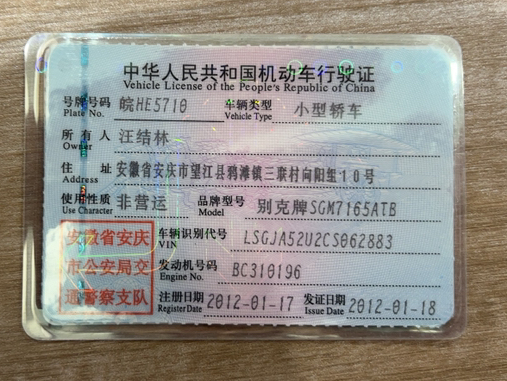 中华人民共和国机动车行驶证
Vehicle License of the People's Republic of China
号牌号码 皖HE5710 车辆类型 小型轿车
Plate No. Vehicle Type
所有人 汪结林
Owner
住址 安徽省安庆市望江县鸦滩镇三联村向阳组10号
Address
使用性质 非营运 品牌型号 别克牌SGM7165ATB
Use Character Model
安徽省安庆 车辆识别代号 LSGJA52U2CS062883
VIN
市公安局交 发动机号码 BC310196
Engine No.
通警察支队 注册日期 2012-01-17 发证日期 2012-01-18
Register Date Issue Date